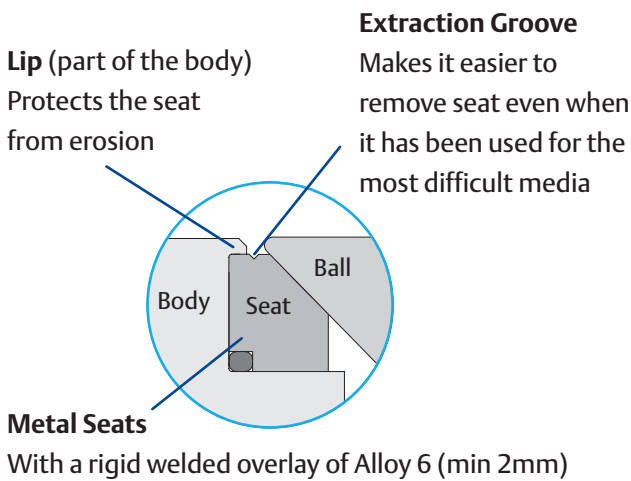 Extraction Groove
Makes it easier to
remove seat even when
it has been used for the
most difficult media
Lip (part of the body)
Protects the seat
from erosion
Body
Seat
Ball
Metal Seats
With a rigid welded overlay of Alloy 6 (min 2mm)